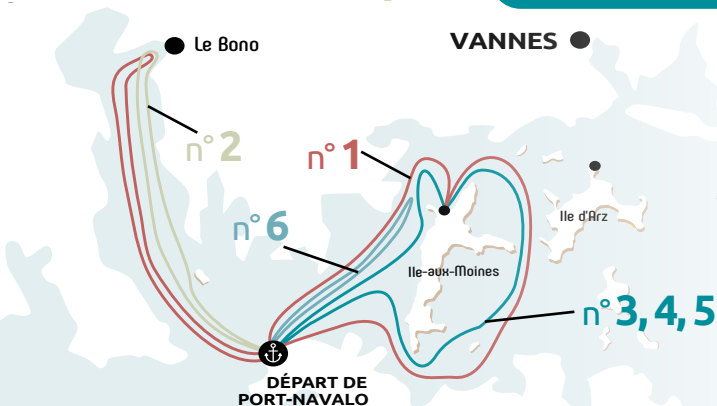 Le Bono
VANNES
n° 2
n° 1
Ile d'Arz
n° 6
Ile-aux-Moines
n° 3, 4, 5
DÉPART DE
PORT-NAVALO